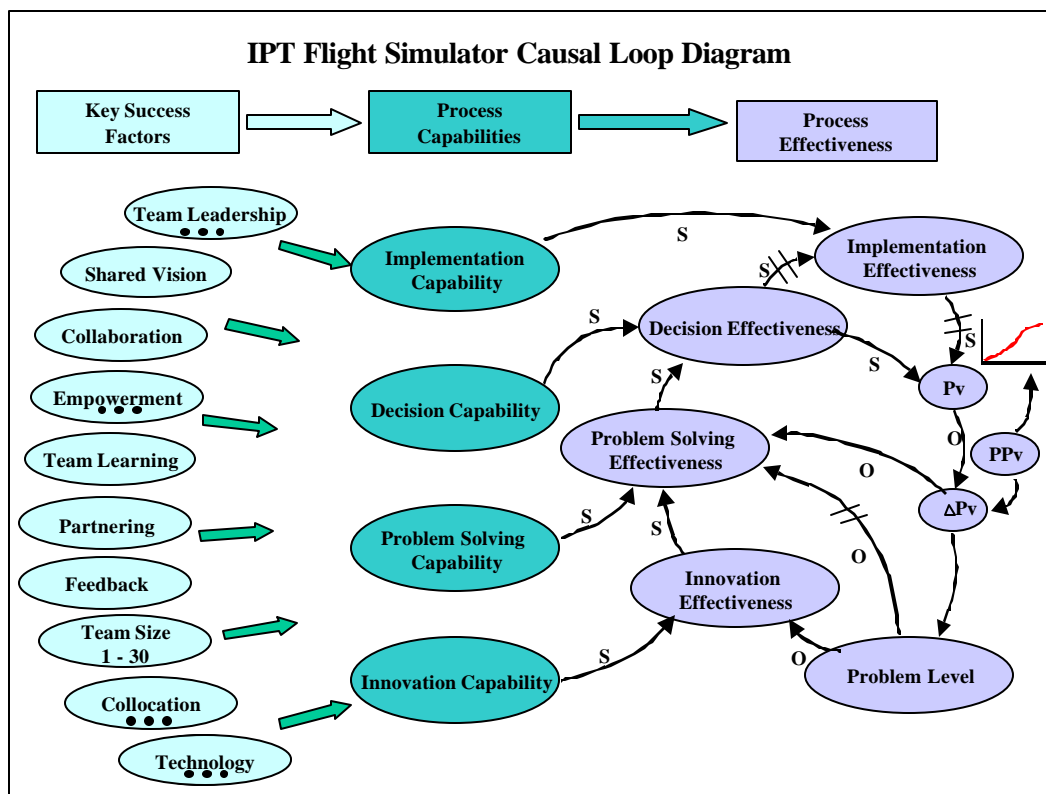 IPT Flight Simulator Causal Loop Diagram
Key Success
Factors
Process
Capabilities
Process
Effectiveness
Team Leadership
Shared Vision
Collaboration
Empowerment
Team Learning
Partnering
Feedback
Team Size
1 - 30
Collocation
Technology
Implementation
Capability
Decision Capability
Problem Solving
Capability
Innovation Capability
S
Implementation
Effectiveness
S
S
Decision Effectiveness
S
S
S
Pv
Problem Solving
Effectiveness
O
O
PPv
ΔPv
S
S
O
Innovation
Effectiveness
S
O
Problem Level